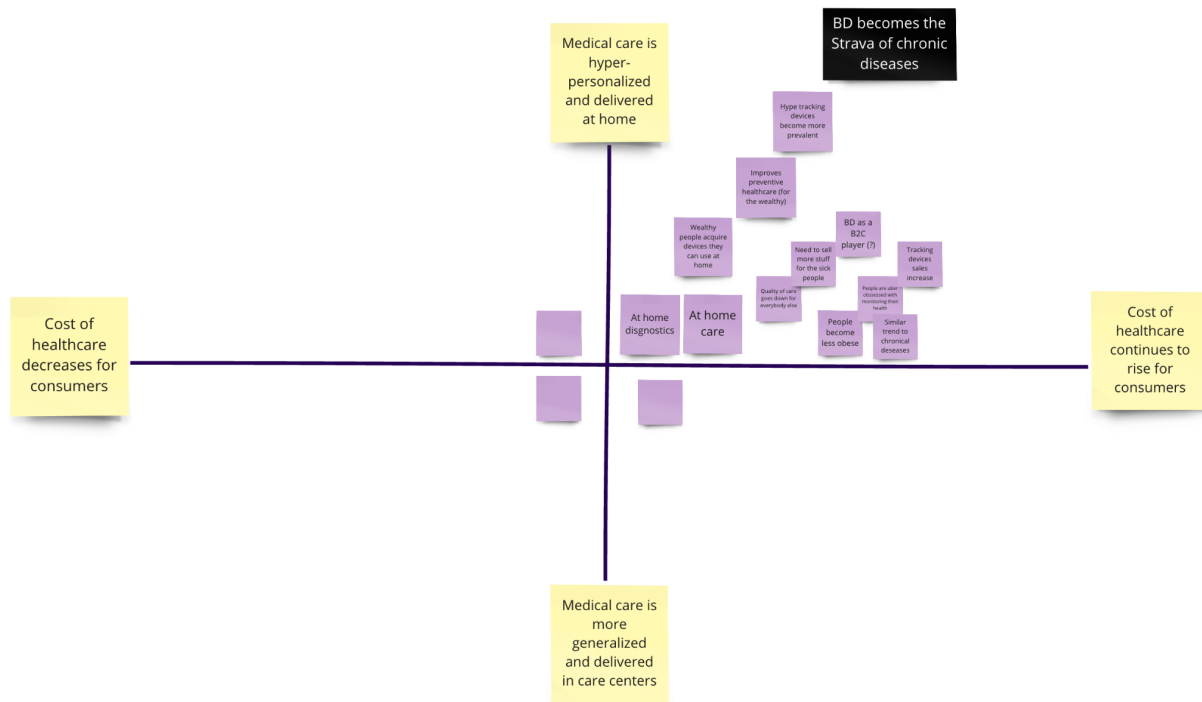 BD becomes the
Strava of chronic
diseases
Medical care is
hyper-
personalized
and delivered
at home
Hype tracking
devices
become more
prevalent
Improves
preventive
healthcare (for
the wealthy)
Wealthy
people acquire
devices they
can use at
home
BD as a
B2C
player (?)
Need to sell
more stuff
for the sick
people
Tracking
devices
sales
increase
Quality of care
goes down for
everybody else
People are uber
obsessed with
monitoring their
health
At home
disgnostics
At home
care
People
become
less obese
Similar
trend to
chronical
deseases
Cost of
healthcare
decreases for
consumers
Cost of
healthcare
continues to
rise for
consumers
Medical care is
more
generalized
and delivered
in care centers